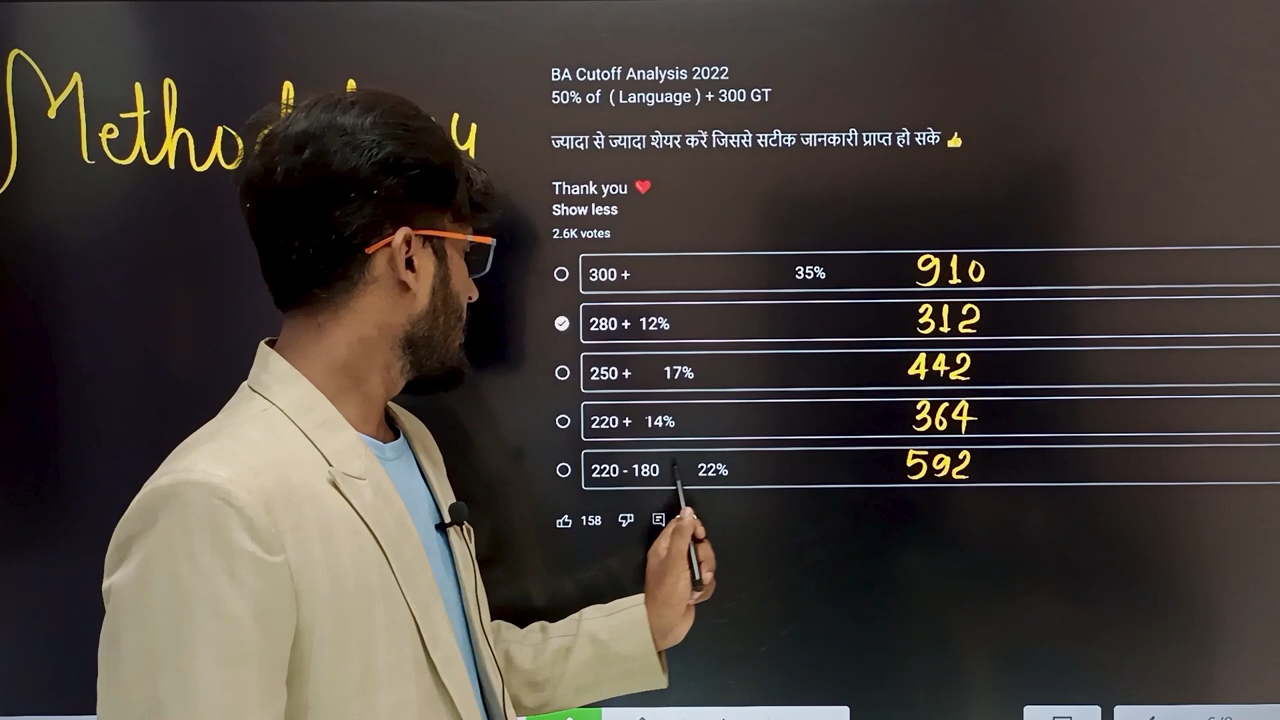 BA Cutoff Analysis 2022
50% of ( Language ) + 300 GT
ज्यादा से ज्यादा शेयर करें जिससे सटीक जानकारी प्राप्त हो सके 👍
Thank you ❤️
Show less
2.6K votes
300 + 35% 910
280 + 12% 312
250 + 17% 442
220 + 14% 364
220 - 180 22% 592
158